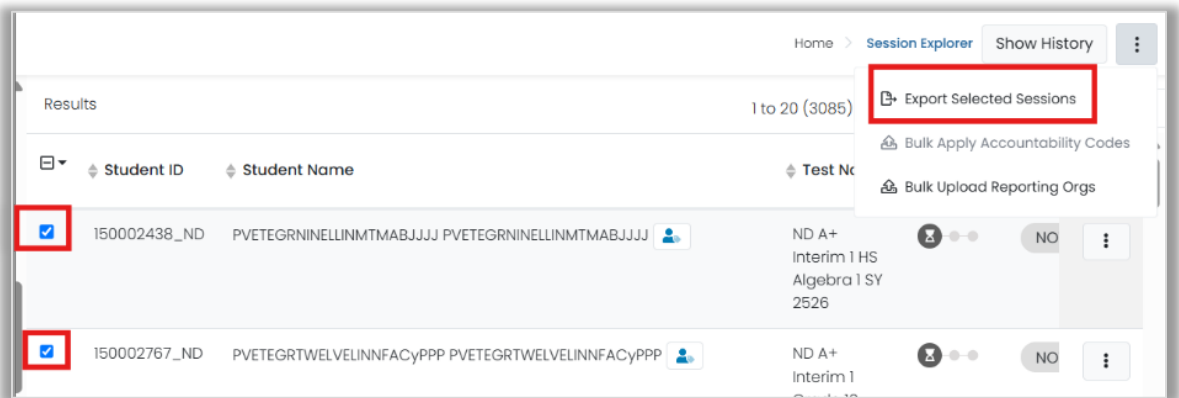 Home > Session Explorer Show History
Results 1 to 20 (3085)
Export Selected Sessions
Bulk Apply Accountability Codes
Bulk Upload Reporting Orgs
Student ID Student Name Test
150002438_ND PVETEGRNINELLINMTMABJJJJ PVETEGRNINELLINMTMABJJJJ ND A+ NO
Interim 1 HS
Algebra 1 SY
2526
150002767_ND PVETEGRTWELVELINNFACyPPP PVETEGRTWELVELINNFACyPPP ND A+ NO
Interim 1